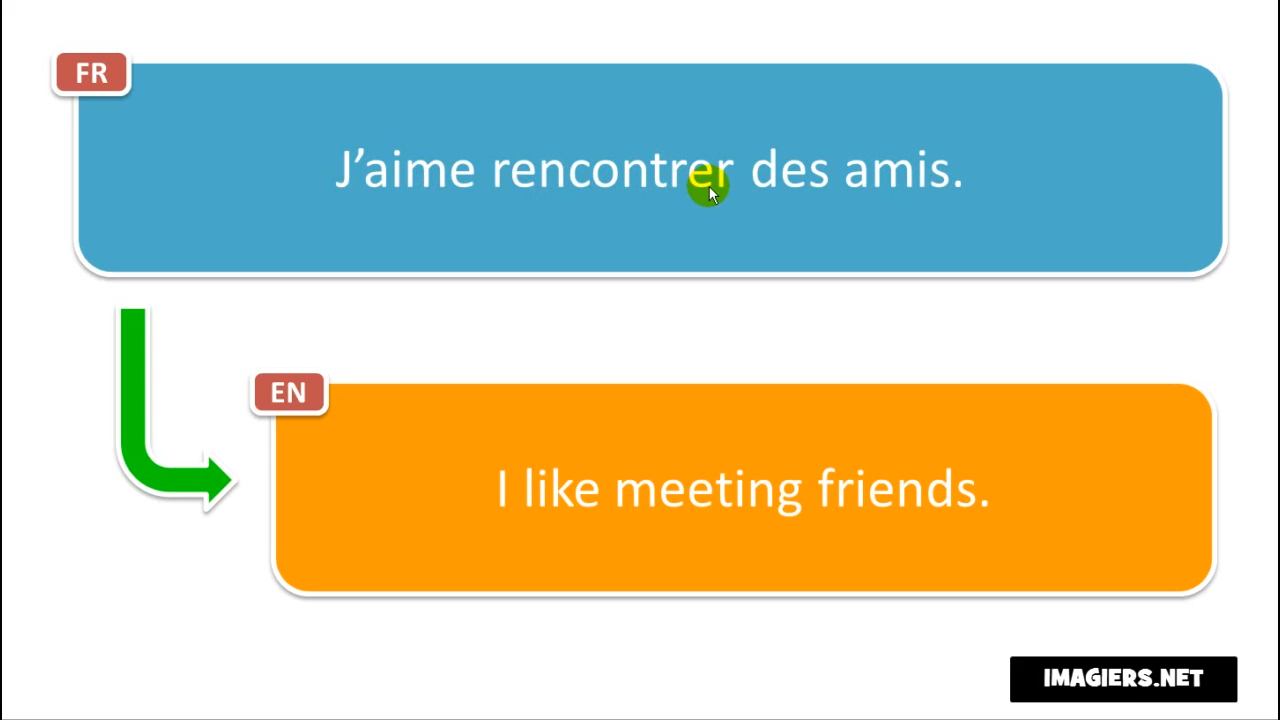 FR
J’aime rencontrer des amis.
EN
I like meeting friends.
IMAGIERS.NET